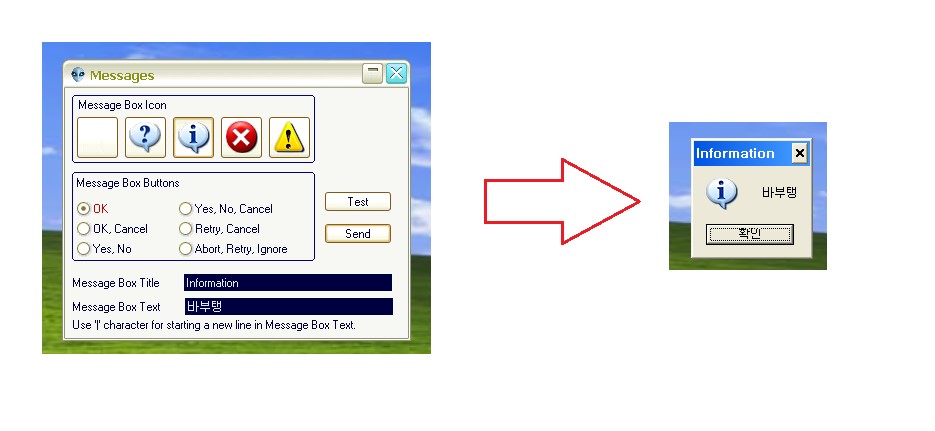 Messages
Message Box Icon
Message Box Buttons
OK
Yes, No, Cancel
OK, Cancel
Retry, Cancel
Yes, No
Abort, Retry, Ignore
Test
Send
Message Box Title
Information
Message Box Text
바부탱
Use '|' character for starting a new line in Message Box Text.
Information
바부탱
확인